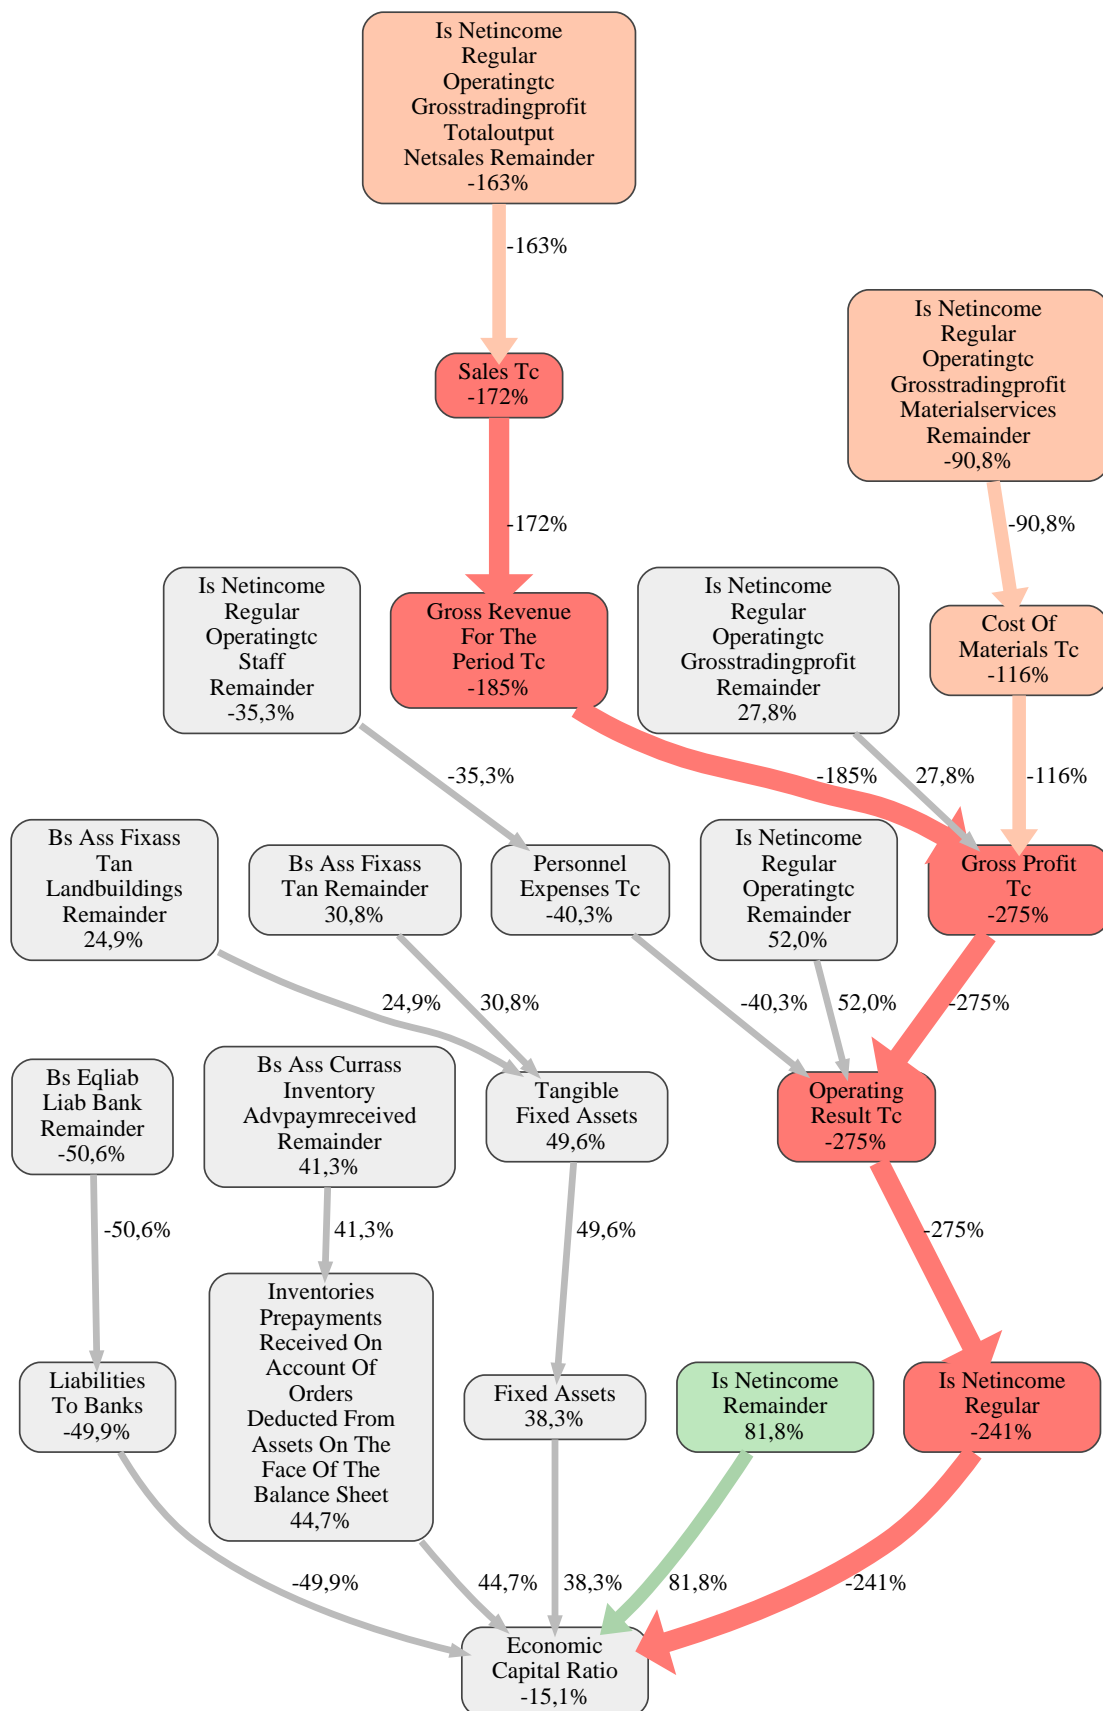 Is Netincome
Regular
Operatingtc
Grosstradingprofit
Totaloutput
Netsales Remainder
-163%
-163%
Is Netincome
Regular
Operatingtc
Grosstradingprofit
Materialservices
Remainder
-90,8%
Sales Tc
-172%
-172%
-90,8%
Is Netincome
Regular
Operatingtc
Staff
Remainder
-35,3%
Gross Revenue
For The
Period Tc
-185%
Is Netincome
Regular
Operatingtc
Grosstradingprofit
Remainder
27,8%
Cost Of
Materials Tc
-116%
-35,3%
-185%
27,8%
-116%
Bs Ass Fixass
Tan
Landbuildings
Remainder
24,9%
Bs Ass Fixass
Tan Remainder
30,8%
Personnel
Expenses Tc
-40,3%
Is Netincome
Regular
Operatingtc
Remainder
52,0%
Gross Profit
Tc
-275%
24,9%
30,8%
-40,3%
52,0%
-275%
Bs Eqliab
Liab Bank
Remainder
-50,6%
Bs Ass Currass
Inventory
Advpaymreceived
Remainder
41,3%
Tangible
Fixed Assets
49,6%
Operating
Result Tc
-275%
-50,6%
41,3%
49,6%
-275%
Liabilities
To Banks
-49,9%
Inventories
Prepayments
Received On
Account Of
Orders
Deducted From
Assets On The
Face Of The
Balance Sheet
44,7%
Fixed Assets
38,3%
Is Netincome
Remainder
81,8%
Is Netincome
Regular
-241%
-49,9%
44,7%
38,3%
81,8%
-241%
Economic
Capital Ratio
-15,1%